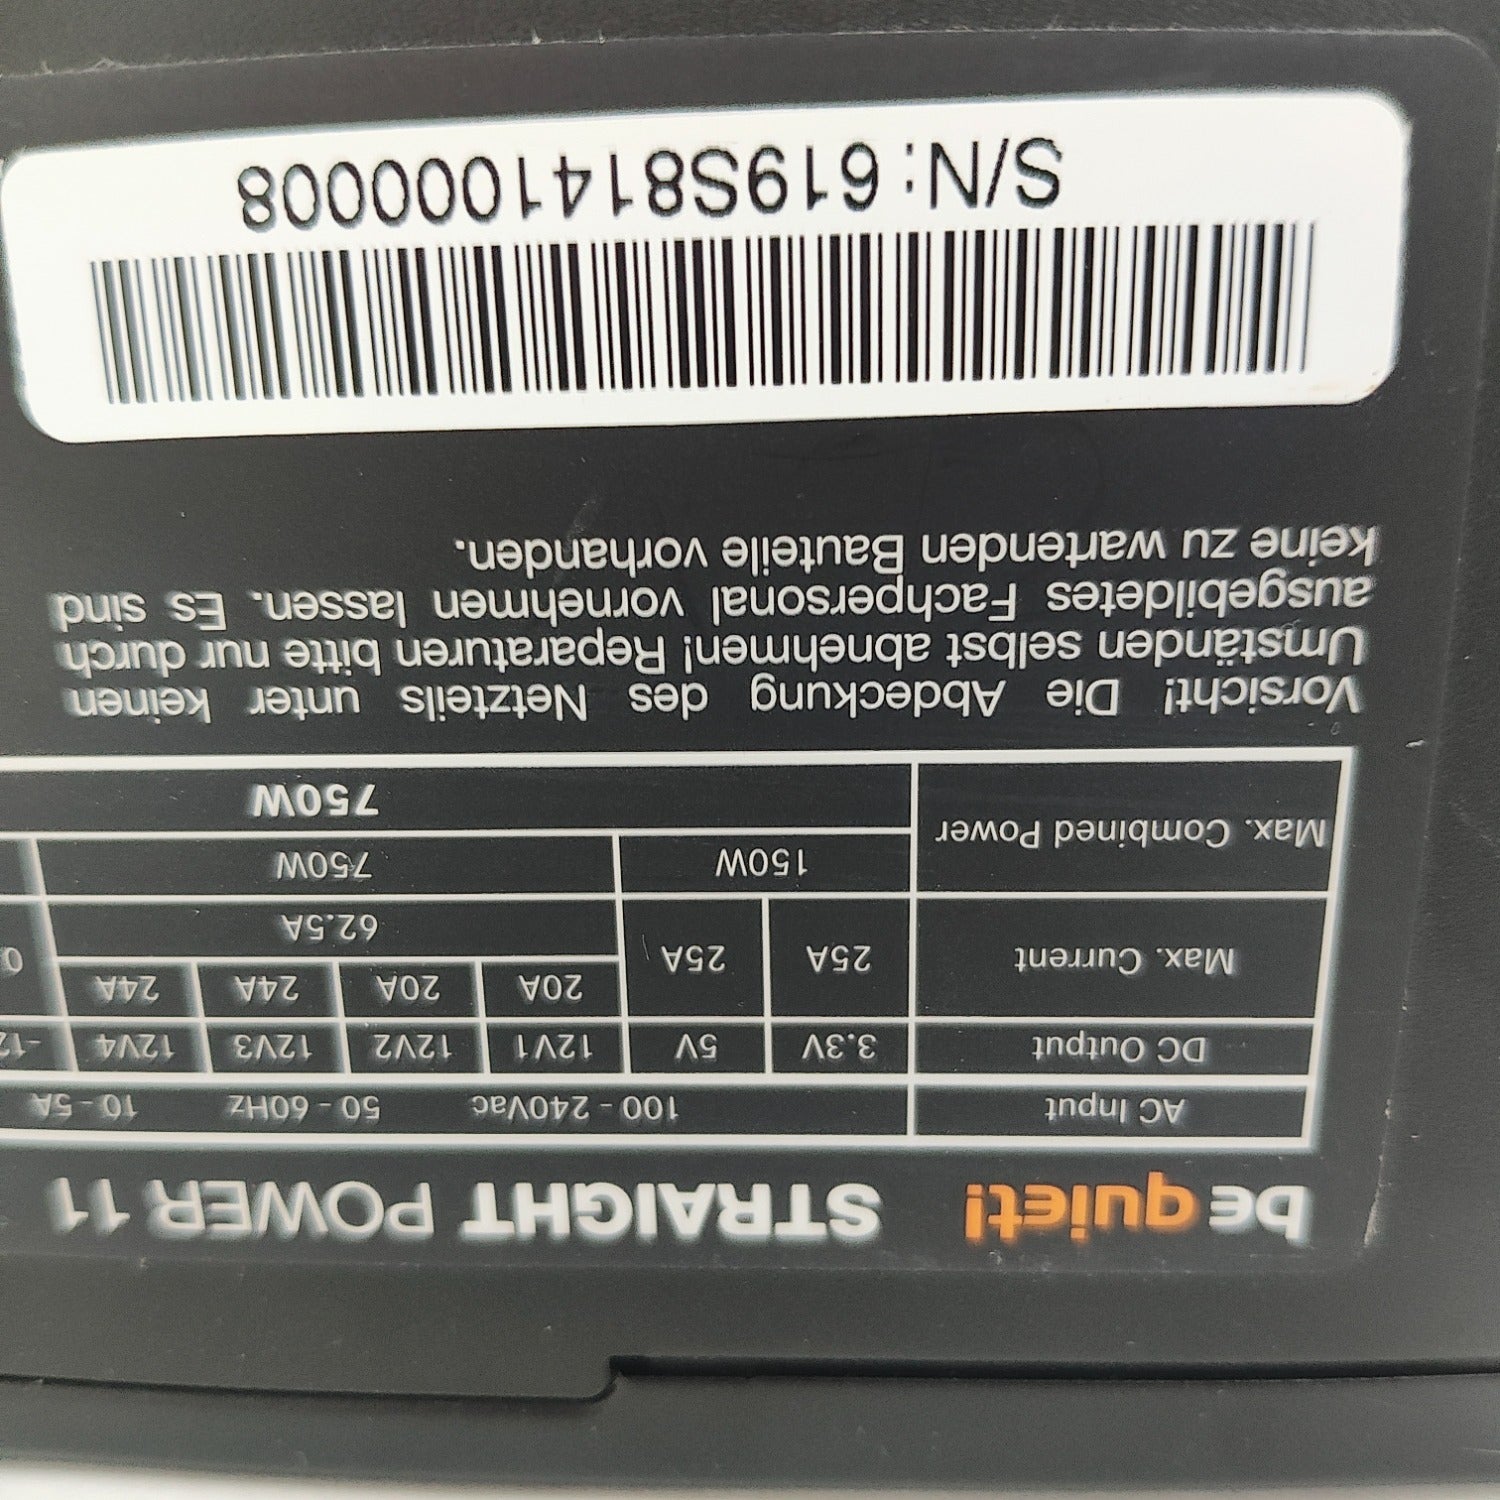 be quiet! STRAIGHT POWER 11
AC Input 100 - 240Vac 50 - 60Hz 10 - 5A
DC Output 3.3V 5V 12V1 12V2 12V3 12V4
Max. Current 25A 25A 20A 20A 24A 24A
62.5A
Max. Combined Power 150W 750W
750W
Vorsicht! Die Abdeckung des Netzteils unter keinen
Umständen selbst abnehmen! Reparaturen bitte nur durch
ausgebildetes Fachpersonal vornehmen lassen. Es sind
keine zu wartenden Bauteile vorhanden.
S/N: 619S8141000008